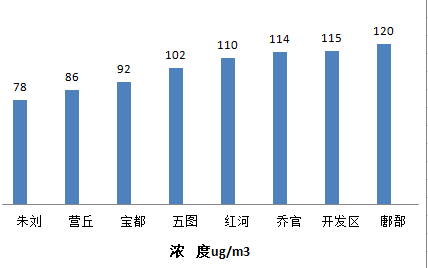 78 86 92 102 110 114 115 120
朱刘 营丘 宝都 五图 红河 乔官 开发区 鄌郚
浓 度ug/m3